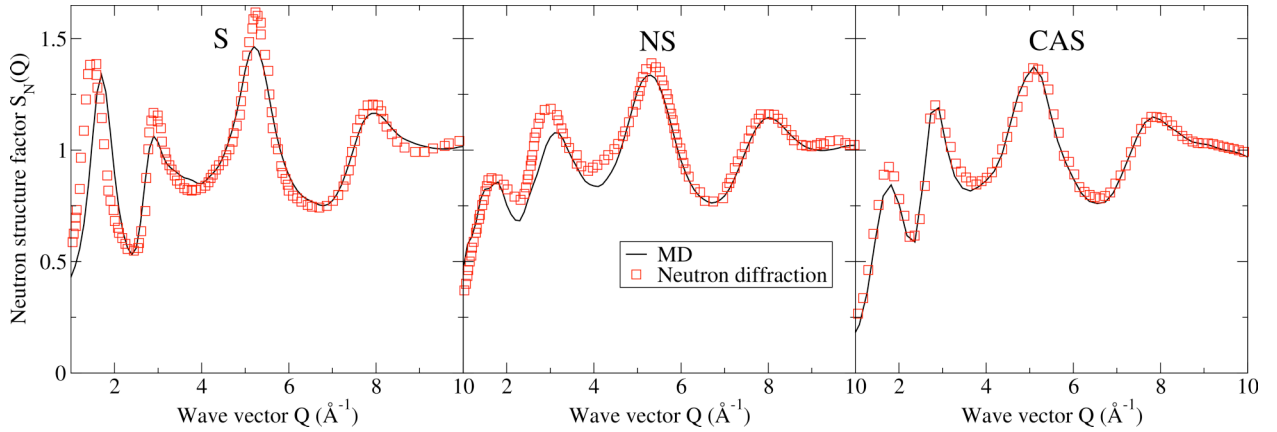 S
NS
CAS
Neutron structure factor S_N(Q)
1.5
1
0.5
0
MD
Neutron diffraction
2 4 6 8 10 2 4 6 8 10 2 4 6 8 10
Wave vector Q (Å⁻¹)
Wave vector Q (Å⁻¹)
Wave vector Q (Å⁻¹)